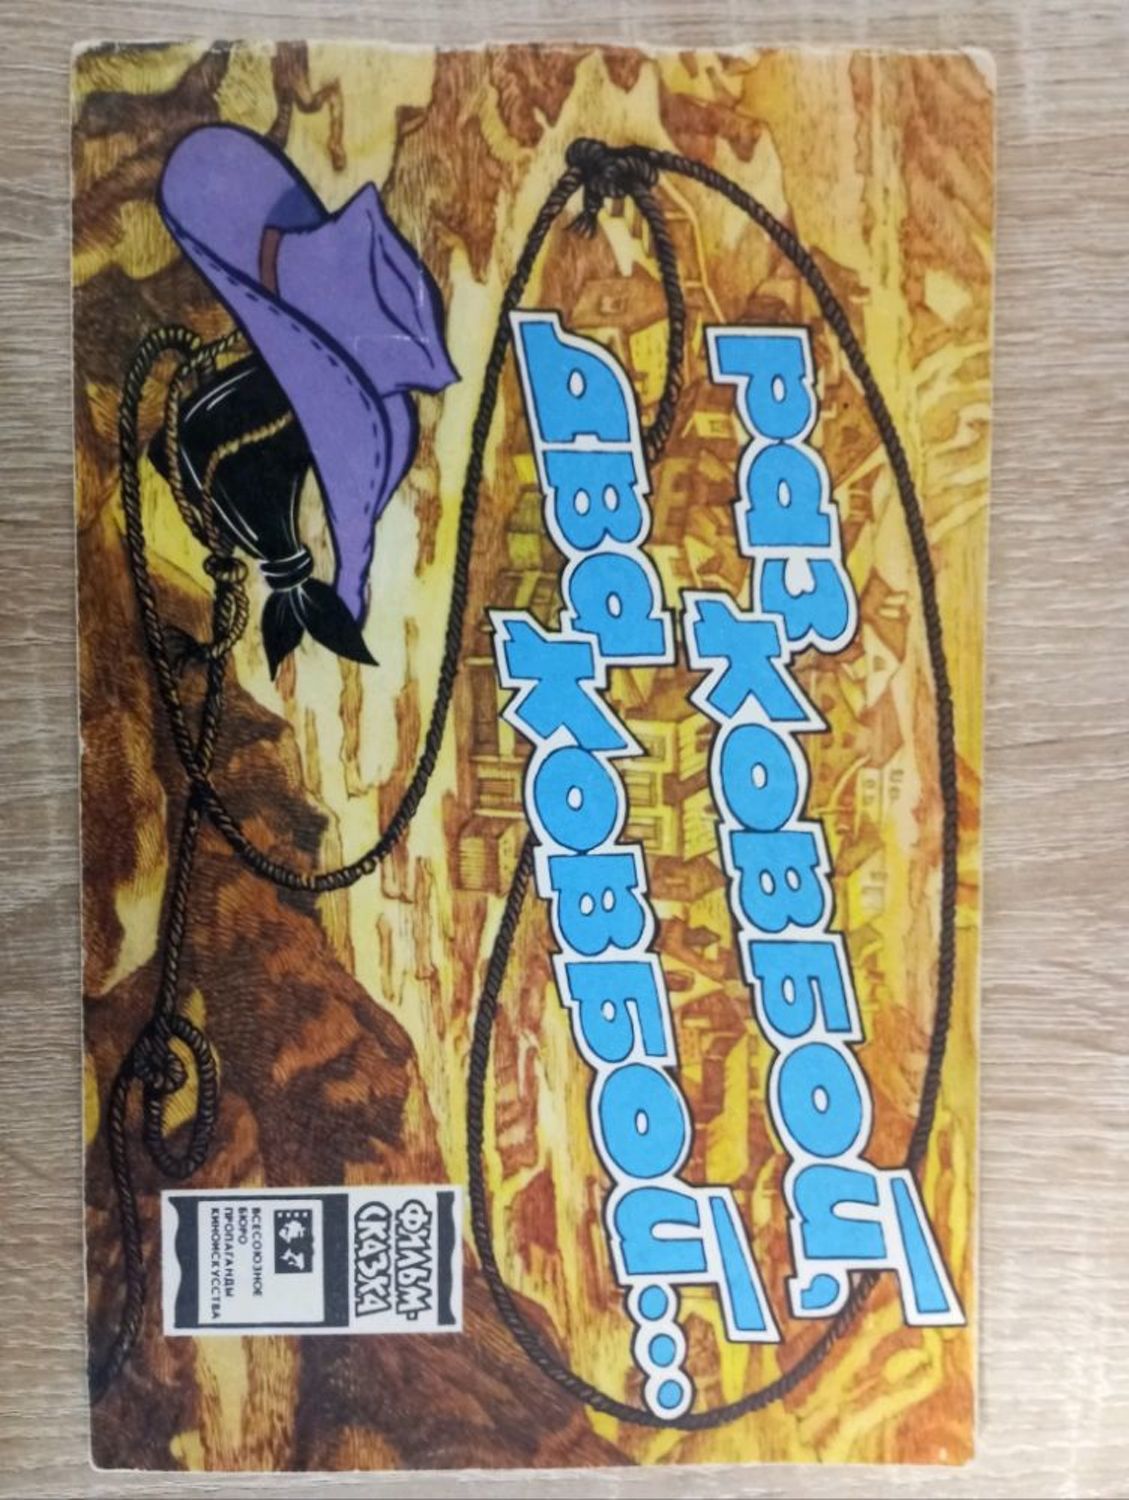 РАЗ КОВБОЙ,
ДВА КОВБОЙ...
ФИЛЬМ-
СКАЗКА
ВСЕСОЮЗНОЕ
БЮРО
ПРОПАГАНДЫ
КИНОИСКУССТВА